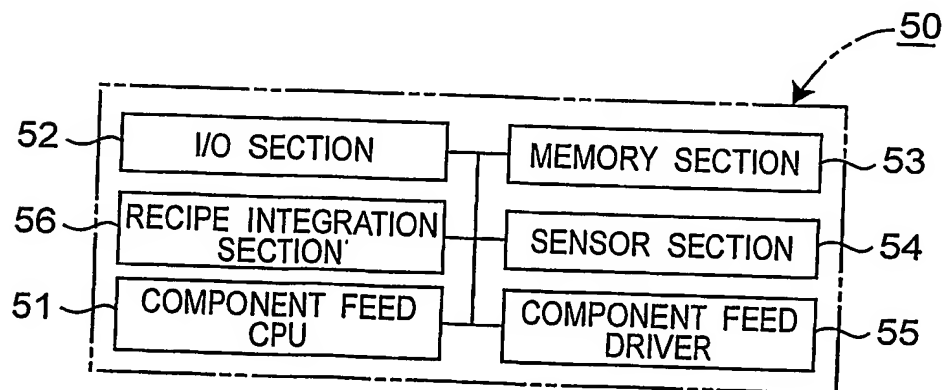 50
52
I/O SECTION
MEMORY SECTION
53
56
RECIPE INTEGRATION
SECTION
SENSOR SECTION
54
51
COMPONENT FEED
CPU
COMPONENT FEED
DRIVER
55